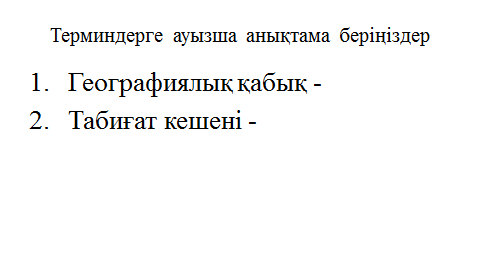 Терминдерге ауызша анықтама беріңіздер
1. Географиялық қабық -
2. Табиғат кешені -